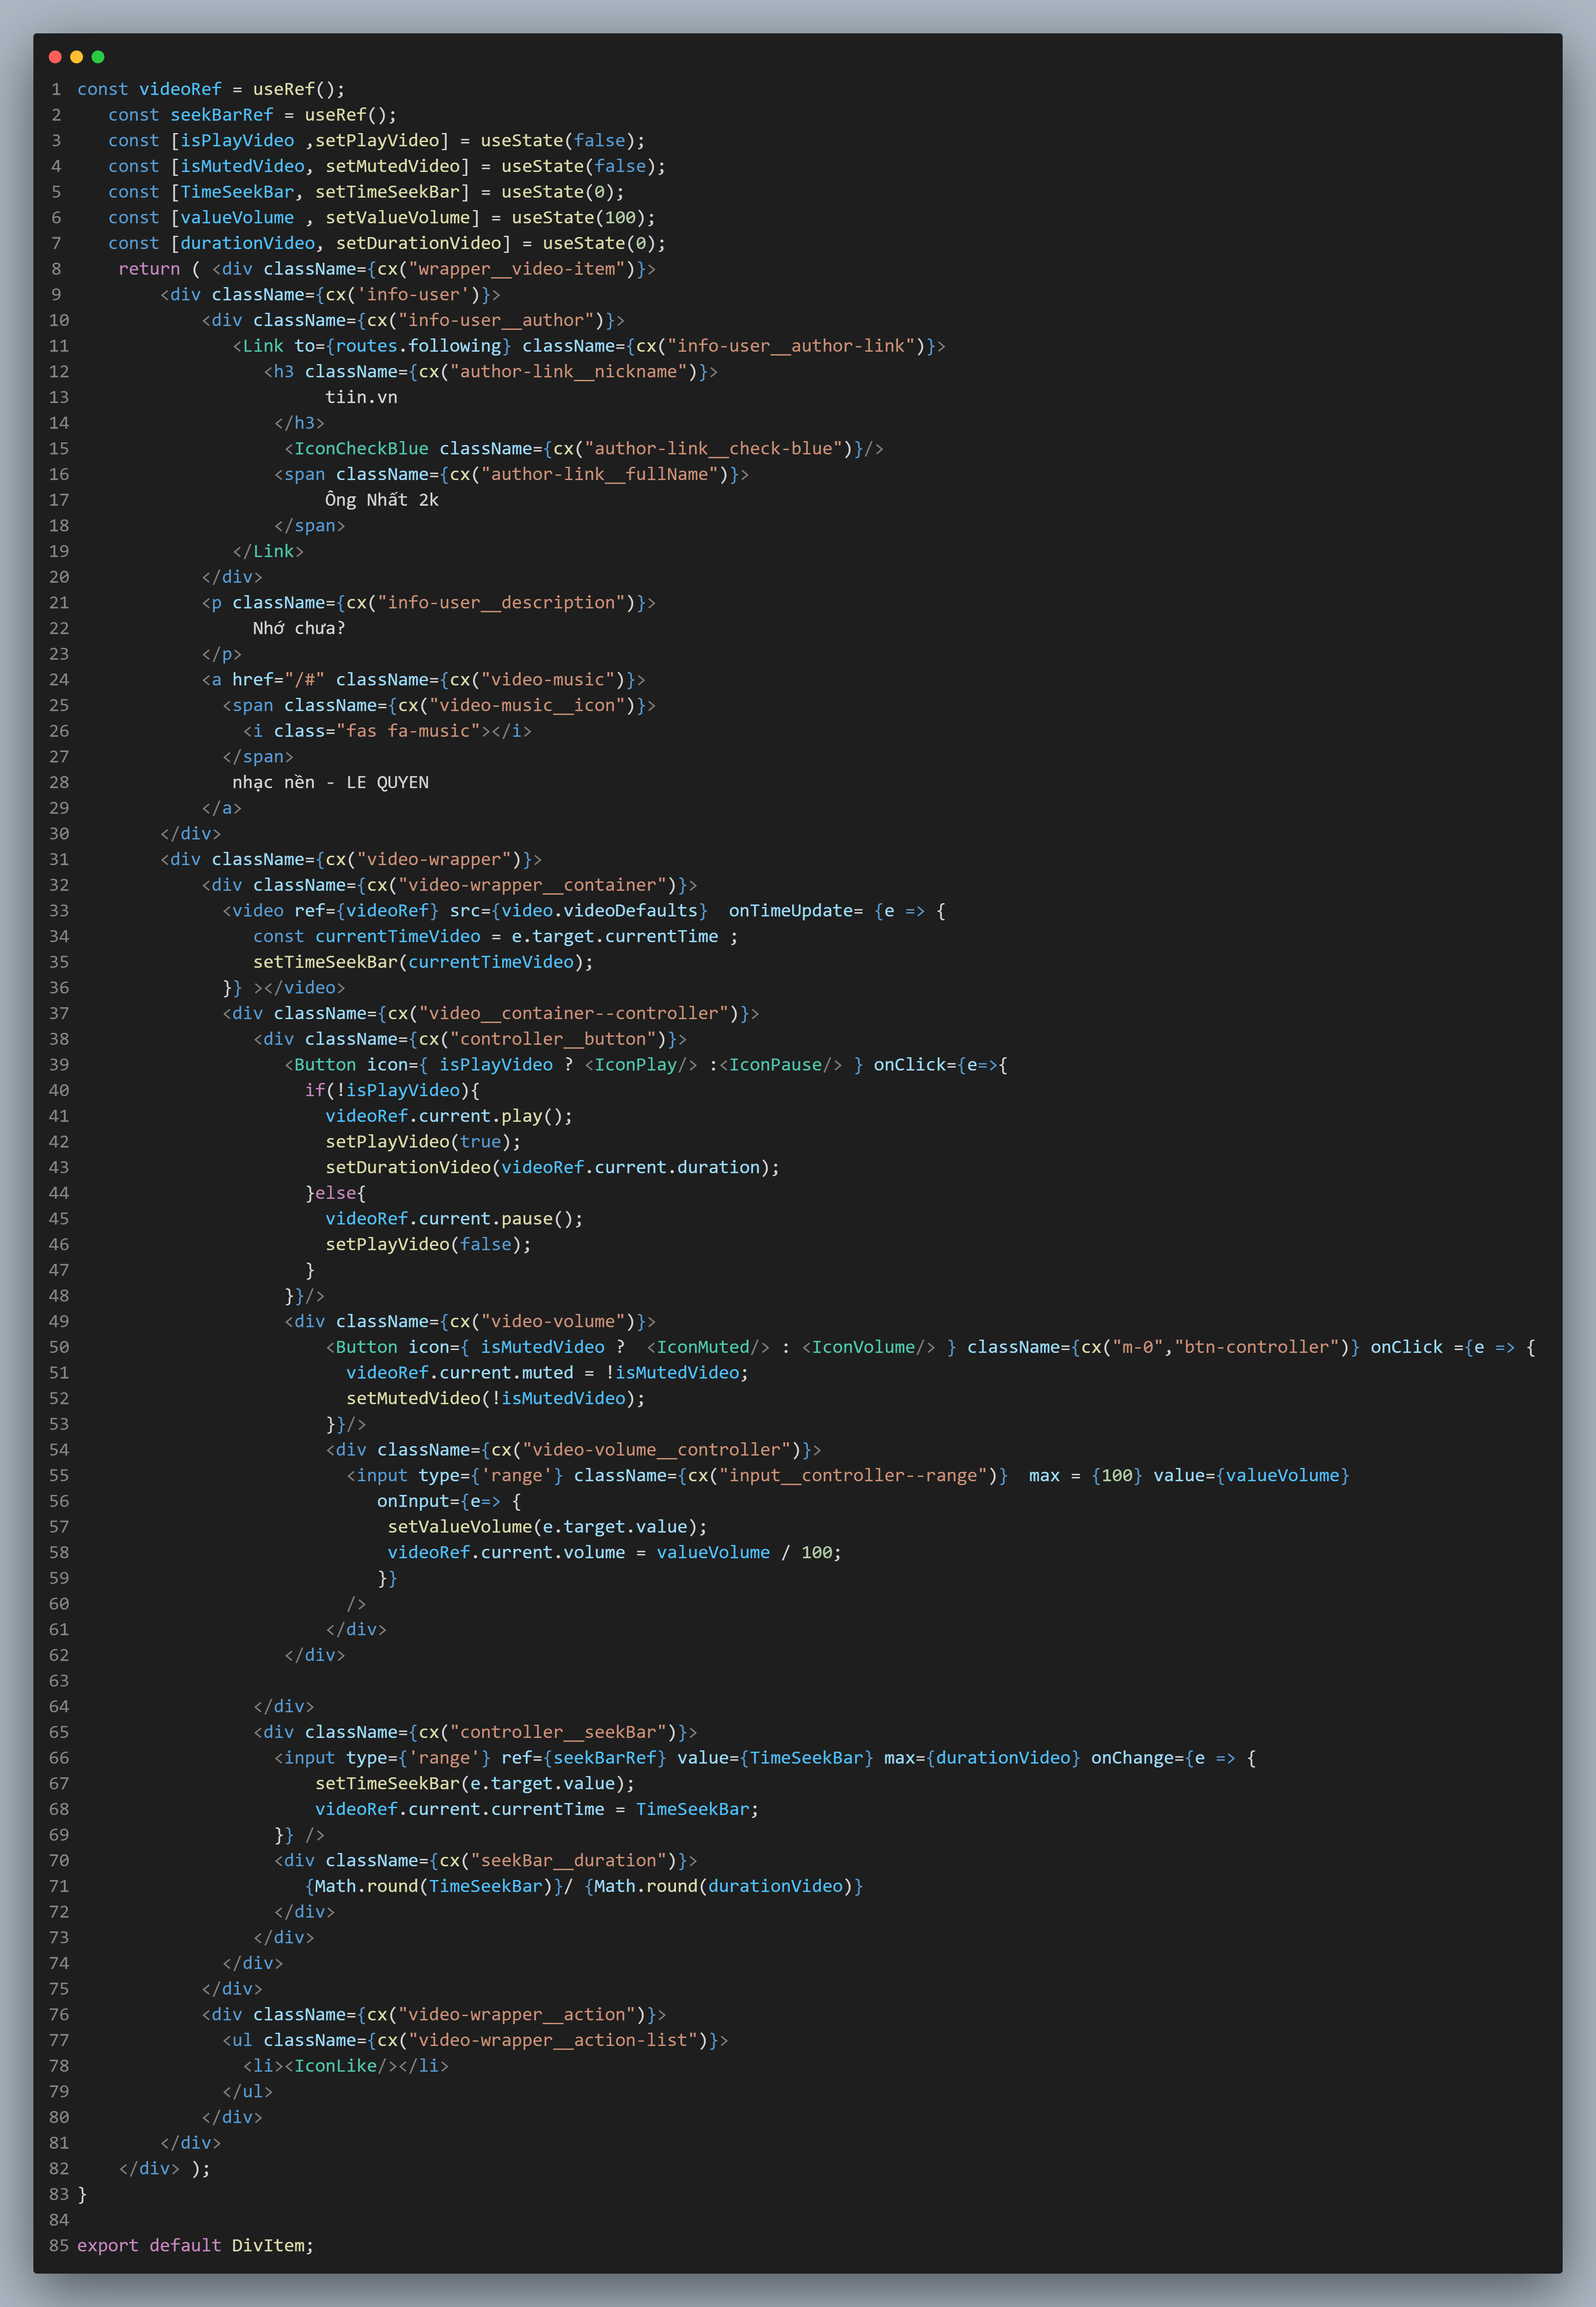 1 const videoRef = useRef();
2 const seekBarRef = useRef();
3 const [isPlayVideo ,setPlayVideo] = useState(false);
4 const [isMutedVideo, setMutedVideo] = useState(false);
5 const [TimeSeekBar, setTimeSeekBar] = useState(0);
6 const [valueVolume , setValueVolume] = useState(100);
7 const [durationVideo, setDurationVideo] = useState(0);
8 return ( <div className={cx("wrapper__video-item")}>
9 <div className={cx('info-user')}>
10 <div className={cx("info-user__author")}>
11 <Link to={routes.following} className={cx("info-user__author-link")}>
12 <h3 className={cx("author-link__nickname")}>
13 tiin.vn
14 </h3>
15 <IconCheckBlue className={cx("author-link__check-blue")}/>
16 <span className={cx("author-link__fullName")}>
17 Ông Nhất 2k
18 </span>
19 </Link>
20 </div>
21 <p className={cx("info-user__description")}>
22 Nhớ chưa?
23 </p>
24 <a href="/#" className={cx("video-music")}>
25 <span className={cx("video-music__icon")}>
26 <i class="fas fa-music"></i>
27 </span>
28 nhạc nền - LE QUYEN
29 </a>
30 </div>
31 <div className={cx("video-wrapper")}>
32 <div className={cx("video-wrapper__container")}>
33 <video ref={videoRef} src={video.videoDefaults}  onTimeUpdate= {e => {
34 const currentTimeVideo = e.target.currentTime ;
35 setTimeSeekBar(currentTimeVideo);
36 }} ></video>
37 <div className={cx("video__container--controller")}>
38 <div className={cx("controller__button")}>
39 <Button icon={ isPlayVideo ? <IconPlay/> :<IconPause/> } onClick={e=>{
40 if(!isPlayVideo){
41 videoRef.current.play();
42 setPlayVideo(true);
43 setDurationVideo(videoRef.current.duration);
44 }else{
45 videoRef.current.pause();
46 setPlayVideo(false);
47 }
48 }}/>
49 <div className={cx("video-volume")}>
50 <Button icon={ isMutedVideo ?  <IconMuted/> : <IconVolume/> } className={cx("m-0","btn-controller")} onClick ={e => {
51 videoRef.current.muted = !isMutedVideo;
52 setMutedVideo(!isMutedVideo);
53 }}/>
54 <div className={cx("video-volume__controller")}>
55 <input type={'range'} className={cx("input__controller--range")}  max = {100} value={valueVolume}
56 onInput={e=> {
57 setValueVolume(e.target.value);
58 videoRef.current.volume = valueVolume / 100;
59 }}
60 />
61 </div>
62 </div>
63
64 </div>
65 <div className={cx("controller__seekBar")}>
66 <input type={'range'} ref={seekBarRef} value={TimeSeekBar} max={durationVideo} onChange={e => {
67 setTimeSeekBar(e.target.value);
68 videoRef.current.currentTime = TimeSeekBar;
69 }} />
70 <div className={cx("seekBar__duration")}>
71 {Math.round(TimeSeekBar)}/ {Math.round(durationVideo)}
72 </div>
73 </div>
74 </div>
75 </div>
76 <div className={cx("video-wrapper__action")}>
77 <ul className={cx("video-wrapper__action-list")}>
78 <li><IconLike/></li>
79 </ul>
80 </div>
81 </div>
82 </div> );
83 }
84
85 export default DivItem;